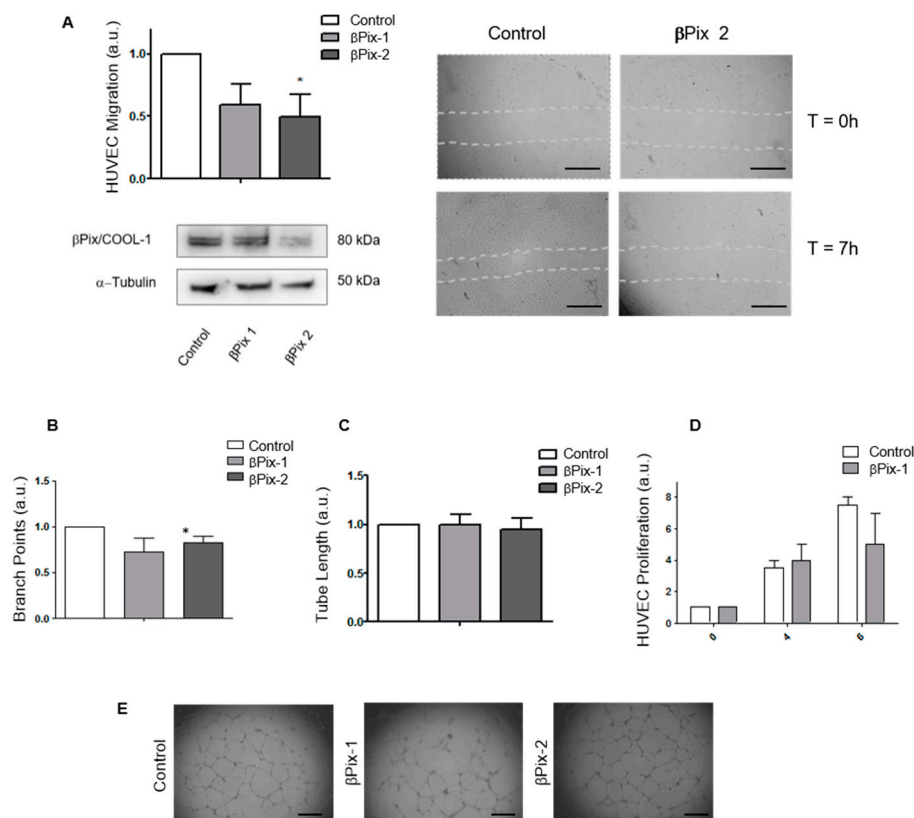 A
HUVEC Migration (a.u.)
1.0
0.5
0.0
Control
βPix-1
βPix-2
*
βPix/COOL-1
80 kDa
α-Tubulin
50 kDa
Control
βPix 1
βPix 2
Control
βPix 2
T = 0h
T = 7h
B
Branch Points (a.u.)
1.5
1.0
0.5
0.0
Control
βPix-1
βPix-2
*
C
Tube Length (a.u.)
1.5
1.0
0.5
0.0
Control
βPix-1
βPix-2
D
HUVEC Proliferation (a.u.)
8
6
4
2
0
0
4
6
Control
βPix-1
E
Control
βPix-1
βPix-2